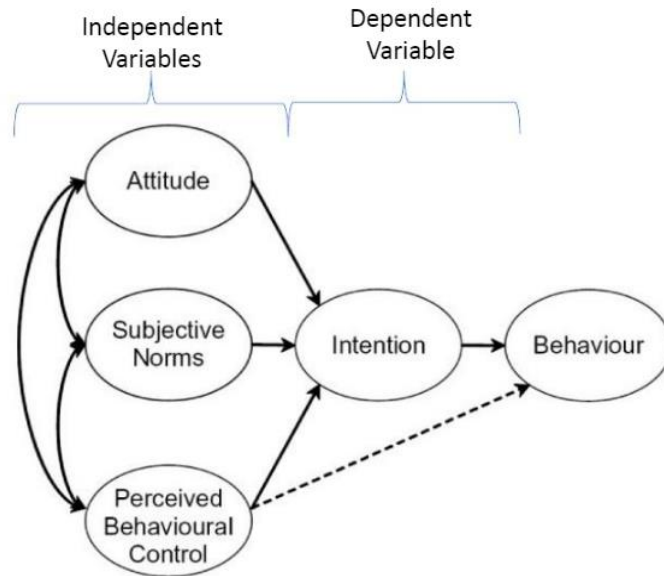 Independent
Variables
Dependent
Variable
Attitude
Subjective
Norms
Intention
Behaviour
Perceived
Behavioural
Control